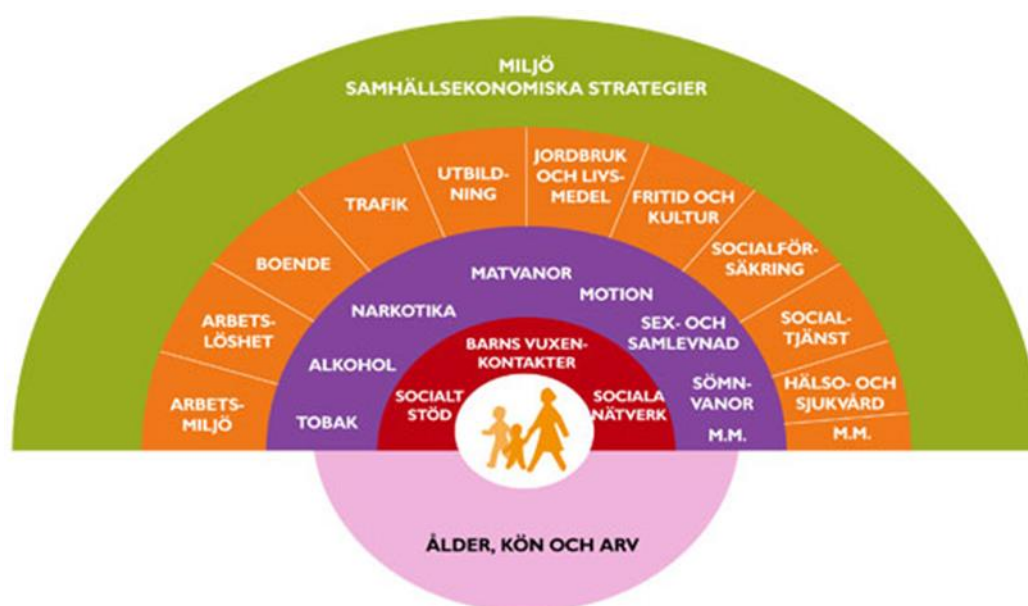 MILJÖ
SAMHÄLLSEKONOMISKA STRATEGIER
ARBETS-
MILJÖ
ARBETS-
LÖSHET
BOENDE
TRAFIK
UTBILD-
NING
JORDBRUK
OCH LIVS-
MEDEL
FRITID OCH
KULTUR
SOCIALFÖR-
SÄKRING
SOCIAL-
TJÄNST
HÄLSO- OCH
SJUKVÅRD
M.M.
TOBAK
ALKOHOL
NARKOTIKA
MATVANOR
MOTION
SEX- OCH
SAMLEVNAD
SÖMN-
VANOR
M.M.
SOCIALT
STÖD
BARNS VUXEN-
KONTAKTER
SOCIALA
NÄTVERK
ÅLDER, KÖN OCH ARV